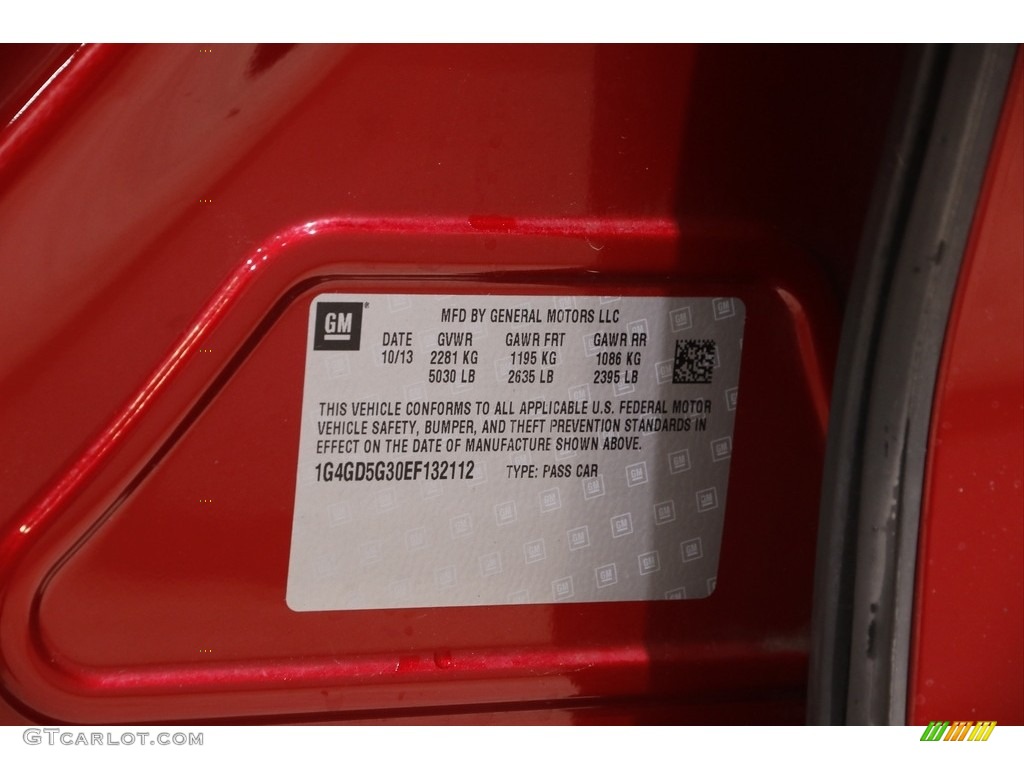 GM®
MFD BY GENERAL MOTORS LLC
DATE GVWR GAWR FRT GAWR RR
10/13 2281 KG 1195 KG 1086 KG
5030 LB 2635 LB 2395 LB
THIS VEHICLE CONFORMS TO ALL APPLICABLE U.S. FEDERAL MOTOR
VEHICLE SAFETY, BUMPER, AND THEFT PREVENTION STANDARDS IN
EFFECT ON THE DATE OF MANUFACTURE SHOWN ABOVE.
1G4GD5G30EF132112 TYPE: PASS CAR
©GTcarlot.com